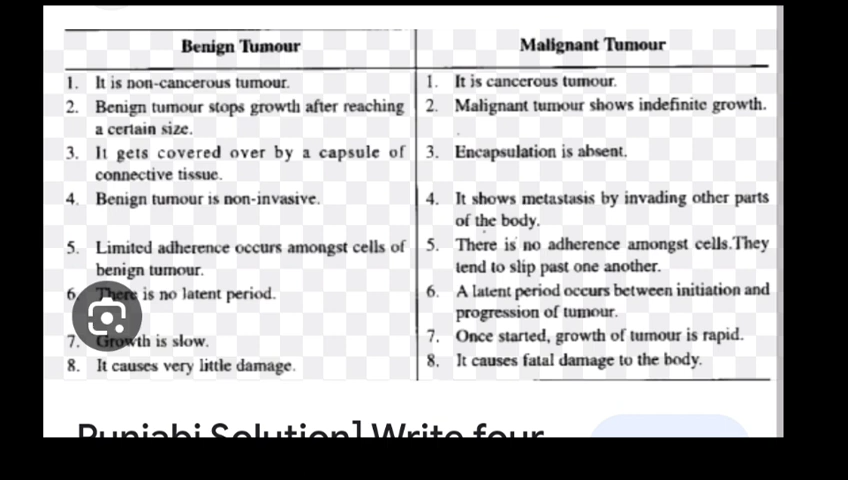 Benign Tumour
1. It is non-cancerous tumour.
2. Benign tumour stops growth after reaching
a certain size.
3. It gets covered over by a capsule of
connective tissue.
4. Benign tumour is non-invasive.
5. Limited adherence occurs amongst cells of
benign tumour.
6. There is no latent period.
7. Growth is slow.
8. It causes very little damage.
Malignant Tumour
1. It is cancerous tumour.
2. Malignant tumour shows indefinite growth.
3. Encapsulation is absent.
4. It shows metastasis by invading other parts
of the body.
5. There is no adherence amongst cells.They
tend to slip past one another.
6. A latent period occurs between initiation and
progression of tumour.
7. Once started, growth of tumour is rapid.
8. It causes fatal damage to the body.
Punjabi Solution] Write four